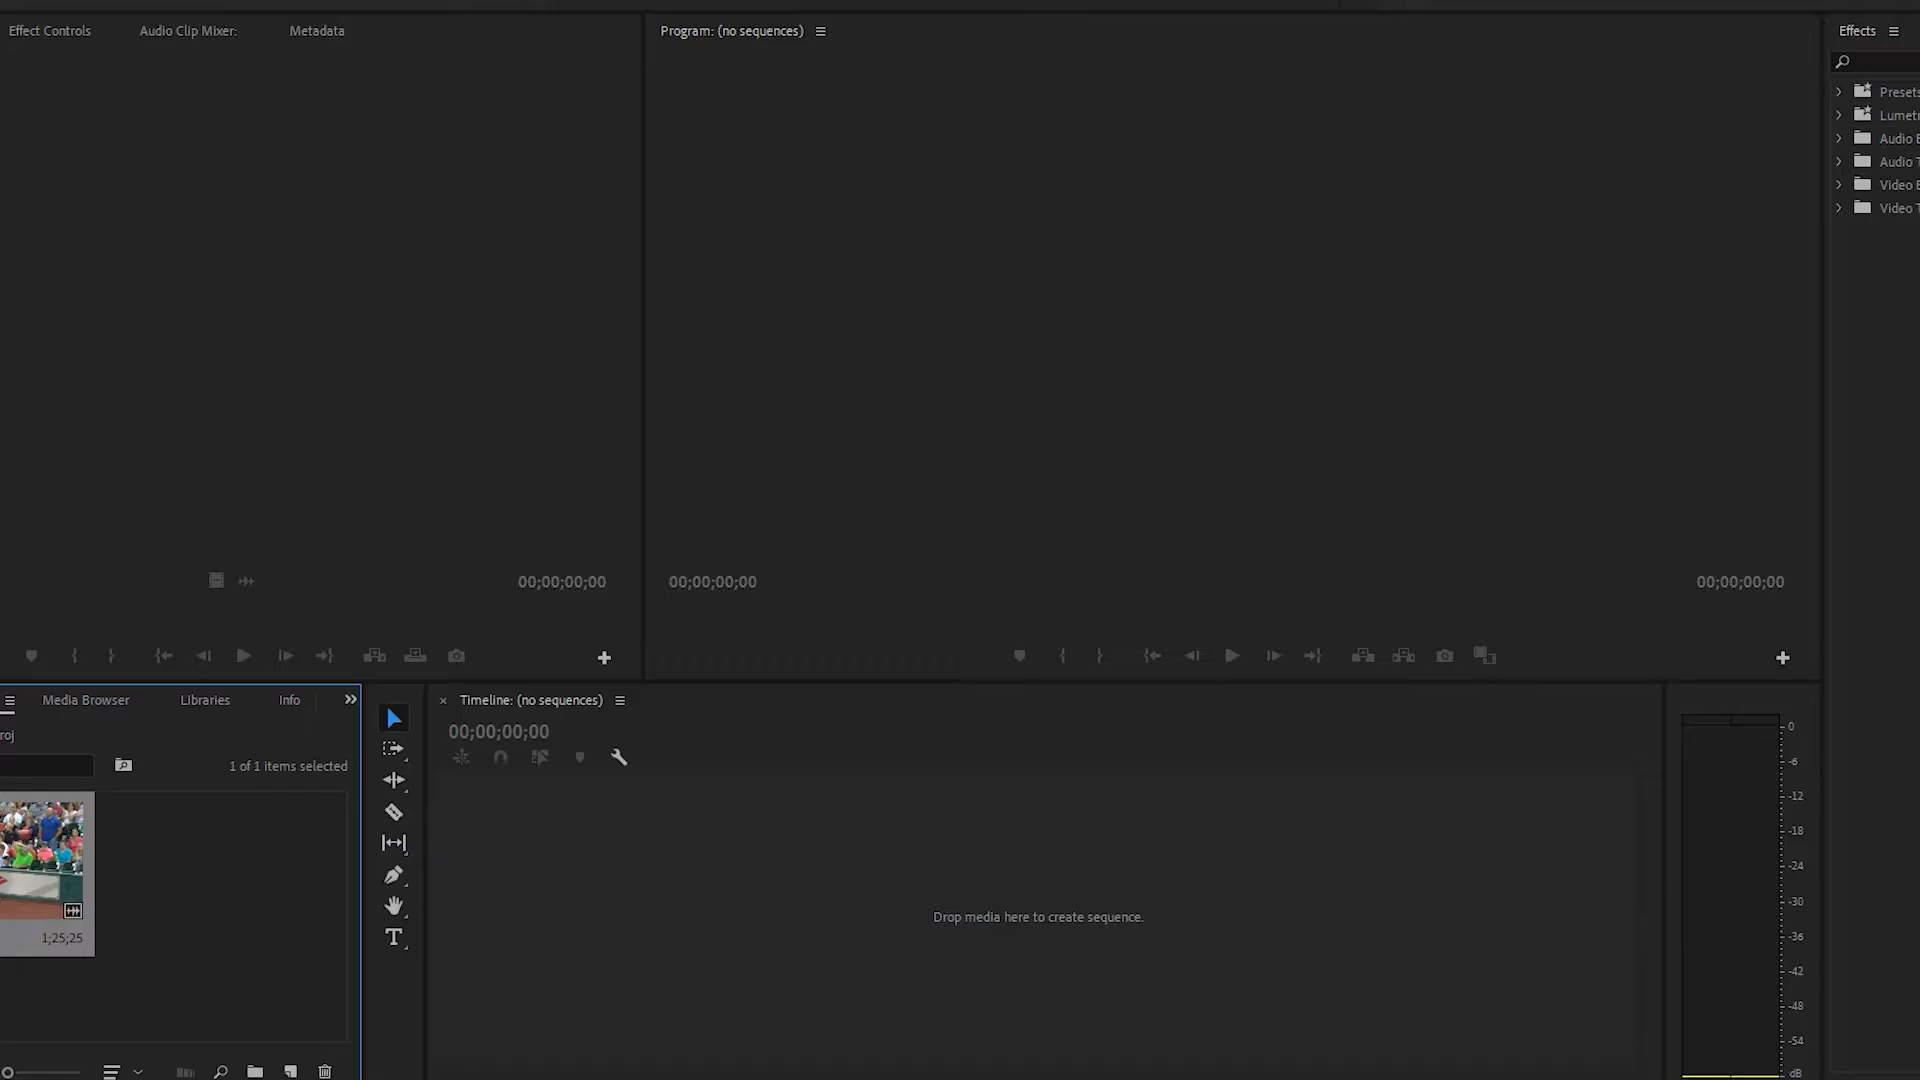 Effect Controls
Audio Clip Mixer:
Metadata
Program: (no sequences)
Effects
Presets
Lumetr
Audio E
Audio T
Video E
Video T
00;00;00;00
00;00;00;00
00;00;00;00
Media Browser
Libraries
Info
roj
1 of 1 items selected
1;25;25
Timeline: (no sequences)
00;00;00;00
Drop media here to create sequence.
0
-6
-12
-18
-24
-30
-36
-42
-48
-54
dB